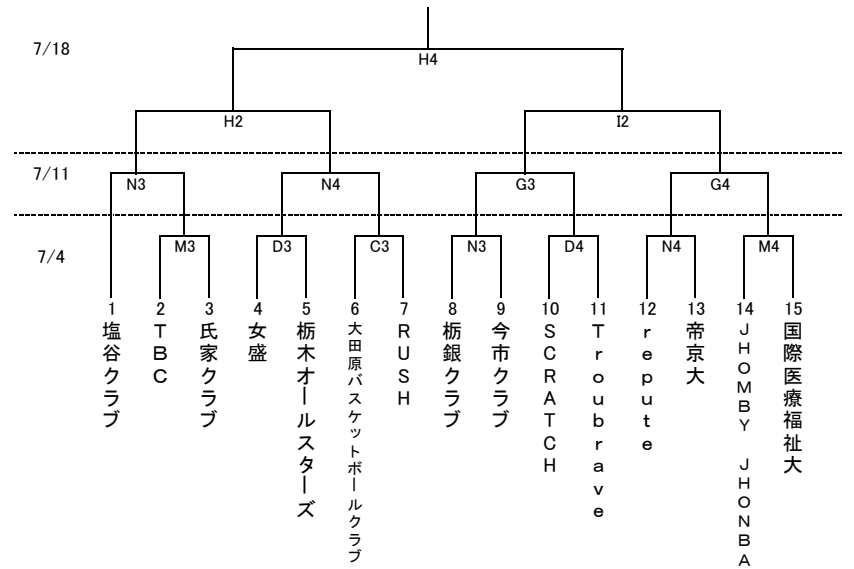 7/18
H4
H2
I2
7/11
N3
N4
G3
G4
7/4
M3
D3
C3
N3
D4
N4
M4
1
2
3
4
5
6
7
8
9
10
11
12
13
14
15
塩谷クラブ
TBC
氏家クラブ
女盛
栃木オールスターズ
大田原バスケットボールクラブ
RUSH
栃銀クラブ
今市クラブ
SCRATCH
Troubrave
repute
帝京大
JHOMBY JHONBA
国際医療福祉大